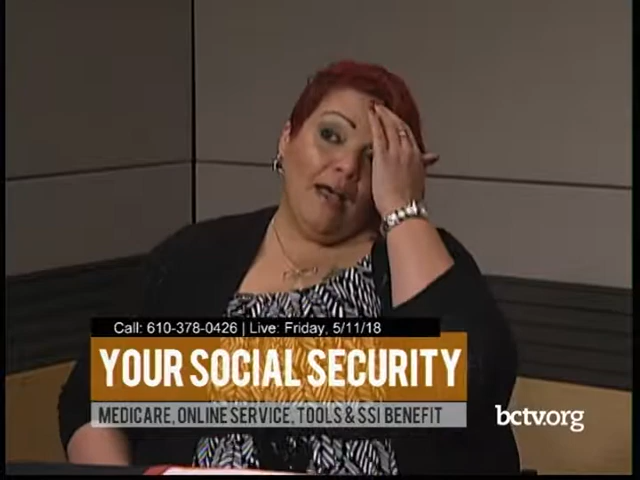 Call: 610-378-0426 | Live: Friday, 5/11/18
YOUR SOCIAL SECURITY
MEDICARE, ONLINE SERVICE, TOOLS & SSI BENEFIT
bctv.org